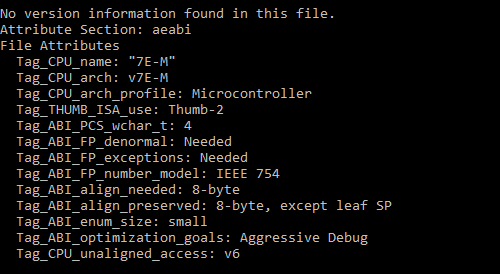 No version information found in this file.
Attribute Section: aeabi
File Attributes
  Tag_CPU_name: "7E-M"
  Tag_CPU_arch: v7E-M
  Tag_CPU_arch_profile: Microcontroller
  Tag_THUMB_ISA_use: Thumb-2
  Tag_ABI_PCS_wchar_t: 4
  Tag_ABI_FP_denormal: Needed
  Tag_ABI_FP_exceptions: Needed
  Tag_ABI_FP_number_model: IEEE 754
  Tag_ABI_align_needed: 8-byte
  Tag_ABI_align_preserved: 8-byte, except leaf SP
  Tag_ABI_enum_size: small
  Tag_ABI_optimization_goals: Aggressive Debug
  Tag_CPU_unaligned_access: v6